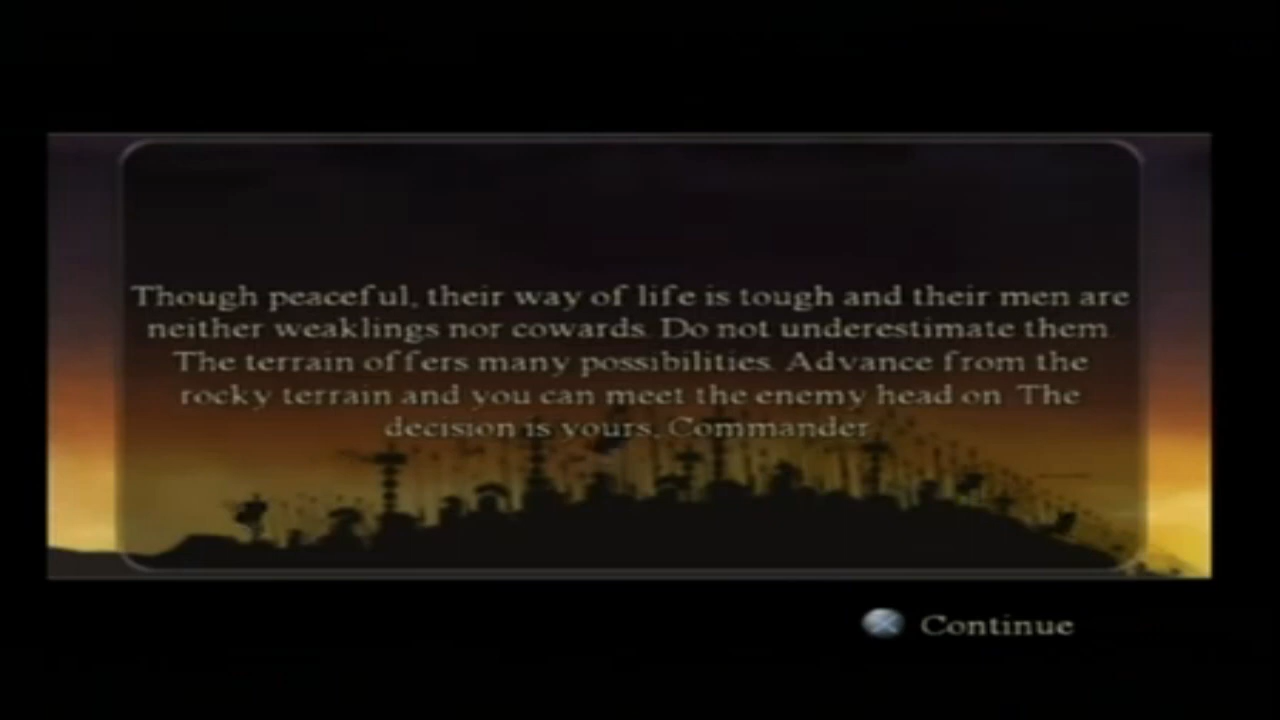 Though peaceful, their way of life is tough and their men are
neither weaklings nor cowards. Do not underestimate them.
The terrain offers many possibilities. Advance from the
rocky terrain and you can meet the enemy head on. The
decision is yours, Commander.
Continue